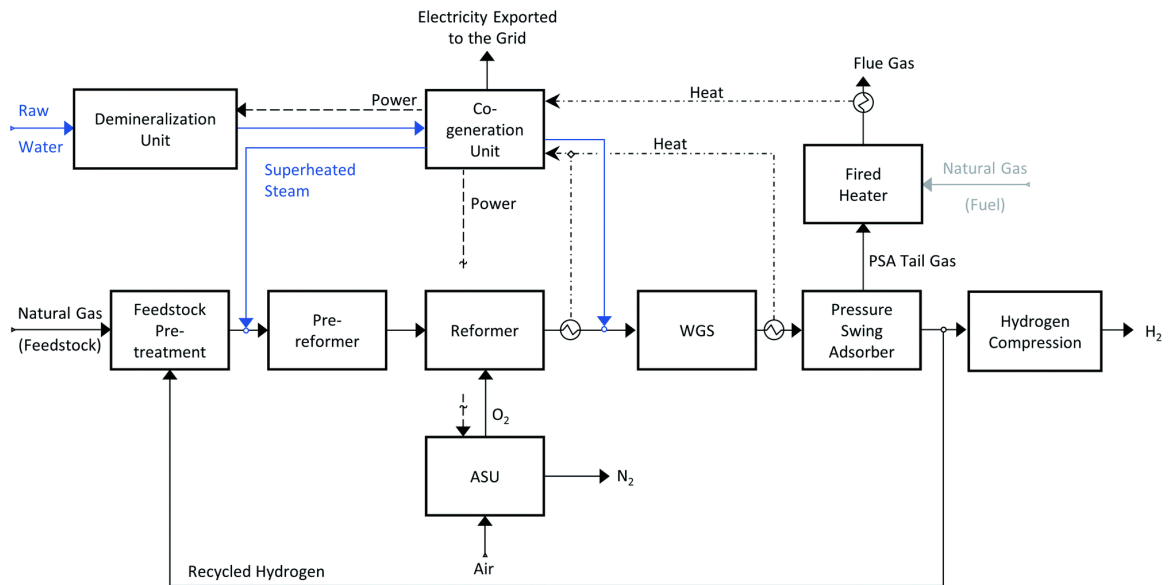 Electricity Exported
to the Grid
Flue Gas
Raw
Water
Demineralization
Unit
Power
Co-
generation
Unit
Heat
Heat
Superheated
Steam
Power
Fired
Heater
Natural Gas
(Fuel)
PSA Tail Gas
Natural Gas
(Feedstock)
Feedstock
Pre-
treatment
Pre-
reformer
Reformer
WGS
Pressure
Swing
Adsorber
Hydrogen
Compression
H2
O2
ASU
N2
Air
Recycled Hydrogen